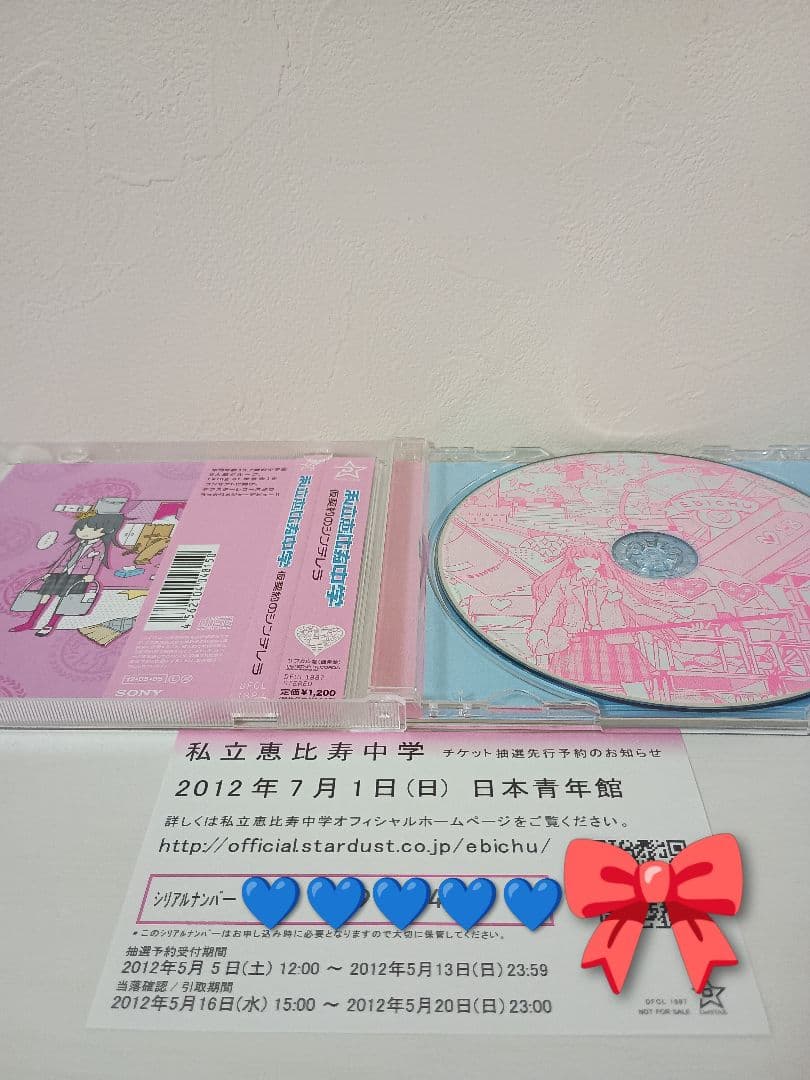 私立恵比寿中学 仮契約のシンデレラ
私立恵比寿中学 仮契約のシンデレラ
DFCL 1887
STEREO
定価¥1,200
SONY
12•05•05
私立恵比寿中学 チケット抽選先行予約のお知らせ
2012年7月1日(日) 日本青年館
詳しくは私立恵比寿中学オフィシャルホームページをご覧ください。
http://official.stardust.co.jp/ebichu/
ｼﾘｱﾙﾅﾝﾊﾞｰ
＊このシリアルナンバーはお申し込み時に必要となりますので大切に保管してください。
抽選予約受付期間
2012年5月 5日(土) 12:00 ～ 2012年5月13日(日) 23:59
当落確認 / 引取期間
2012年5月16日(水) 15:00 ～ 2012年5月20日(日) 23:00
DFCL 1887
NOT FOR SALE